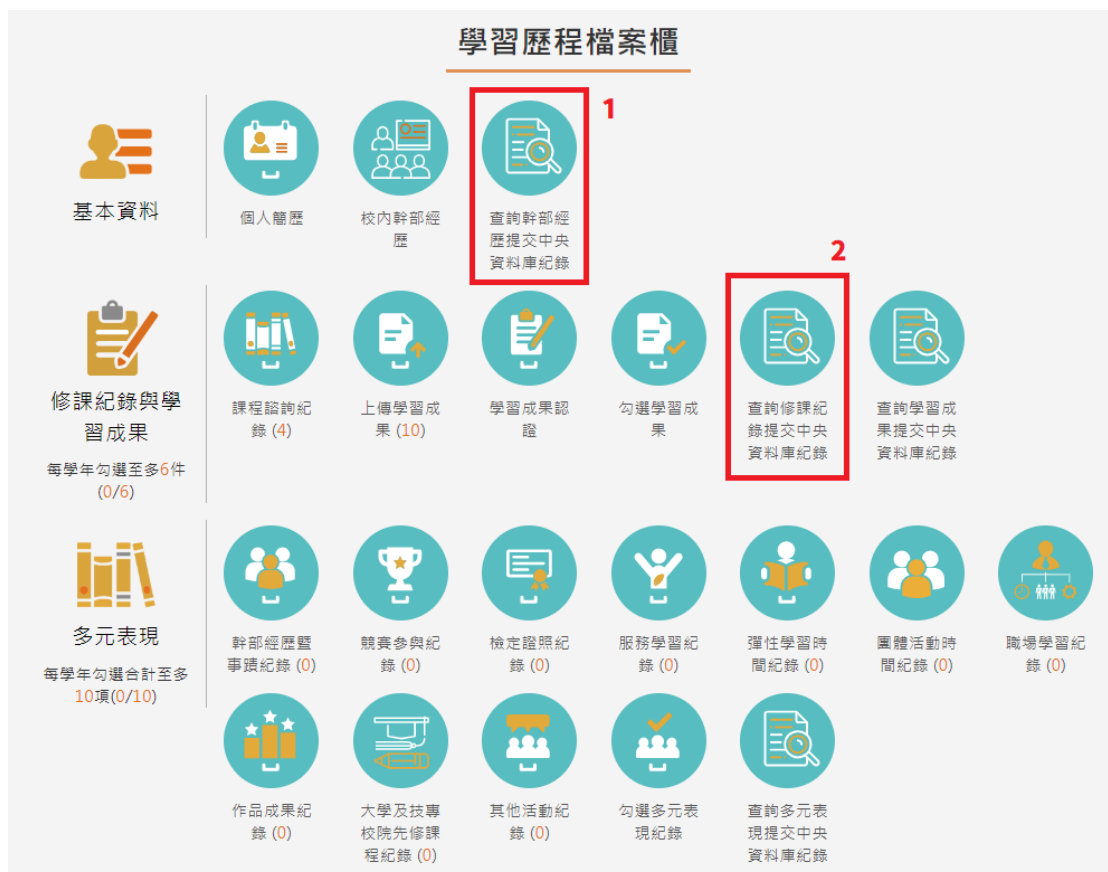 學習歷程檔案櫃
1
基本資料
個人簡歷
校內幹部經
歷
查詢幹部經
歷提交中央
資料庫紀錄
2
修課紀錄與學
習成果
每學年勾選至多6件
(0/6)
課程諮詢紀
錄 (4)
上傳學習成
果 (10)
學習成果認
證
勾選學習成
果
查詢修課紀
錄提交中央
資料庫紀錄
查詢學習成
果提交中央
資料庫紀錄
多元表現
每學年勾選合計至多
10項(0/10)
幹部經歷暨
事蹟紀錄 (0)
競賽參與紀
錄 (0)
檢定證照紀
錄 (0)
服務學習紀
錄 (0)
彈性學習時
間紀錄 (0)
團體活動時
間紀錄 (0)
職場學習紀
錄 (0)
作品成果紀
錄 (0)
大學及技專
校院先修課
程紀錄 (0)
其他活動紀
錄 (0)
勾選多元表
現紀錄
查詢多元表
現提交中央
資料庫紀錄